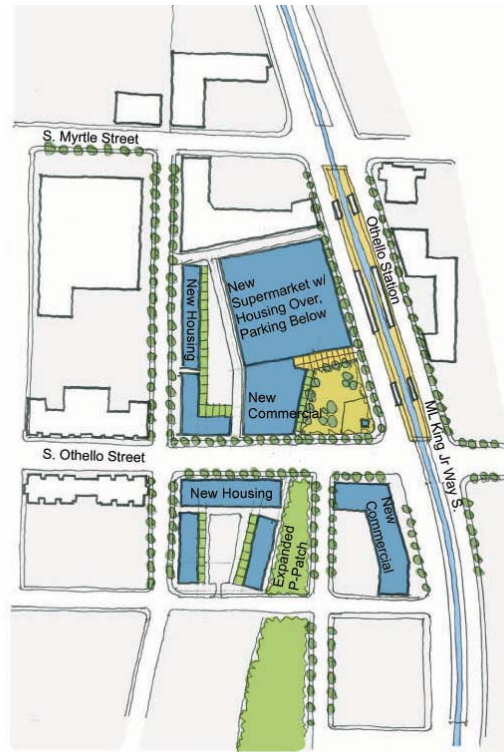 S. Myrtle Street
Othello Station
New Housing
New
Supermarket w/
Housing Over,
Parking Below
New
Commercial
ML King Jr Way S.
S. Othello Street
New Housing
Expanded
P-Patch
New
Commercial